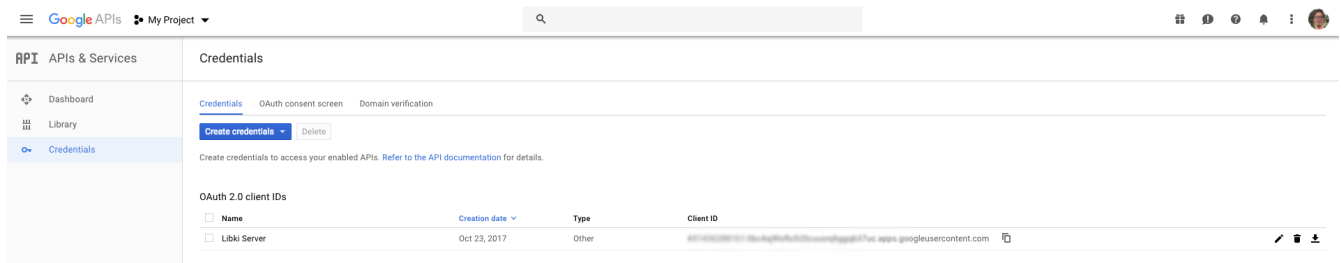 Google APIs My Project
API APIs & Services
Credentials
Dashboard
Library
Credentials
Credentials OAuth consent screen Domain verification
Create credentials Delete
Create credentials to access your enabled APIs. Refer to the API documentation for details.
OAuth 2.0 client IDs
Name Creation date Type Client ID
Libki Server Oct 23, 2017 Other .apps.googleusercontent.com